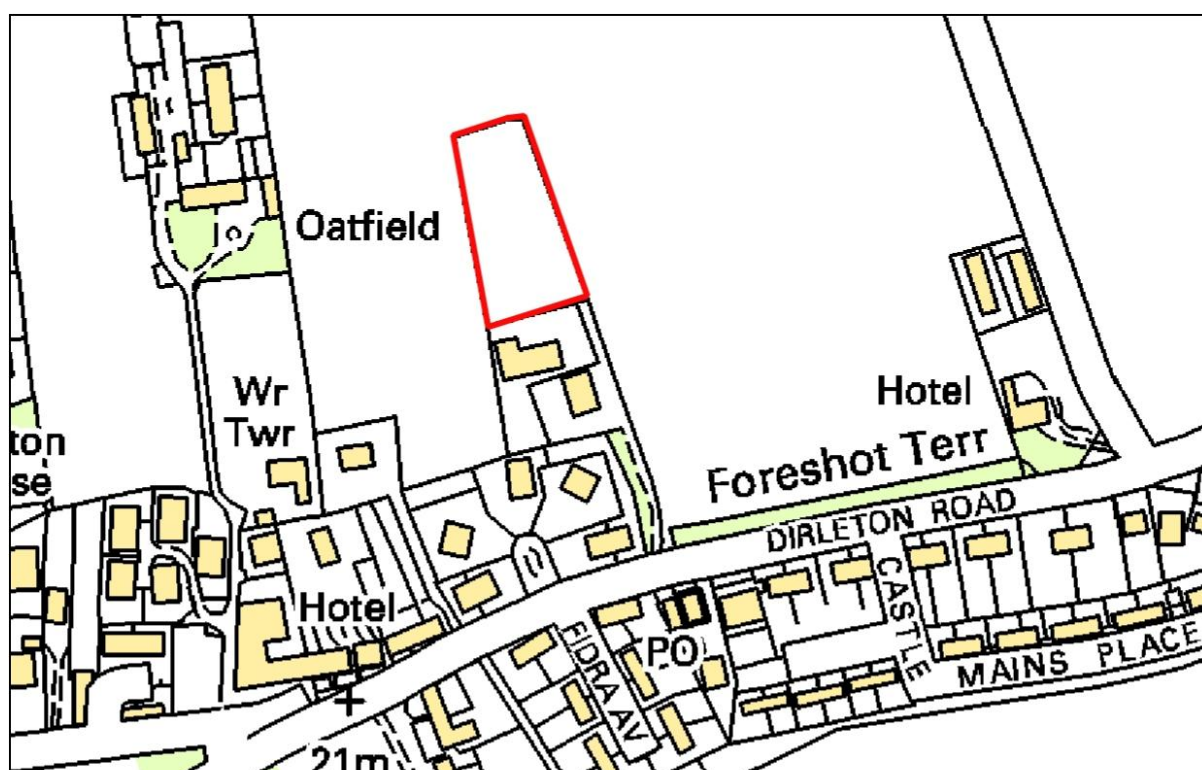 Oatfield
Wr
Twr
Hotel
Foreshot Terr
ton
se
DIRLETON ROAD
CASTLE
MAINS PLACE
Hotel
PO
FIDRA AV
21m